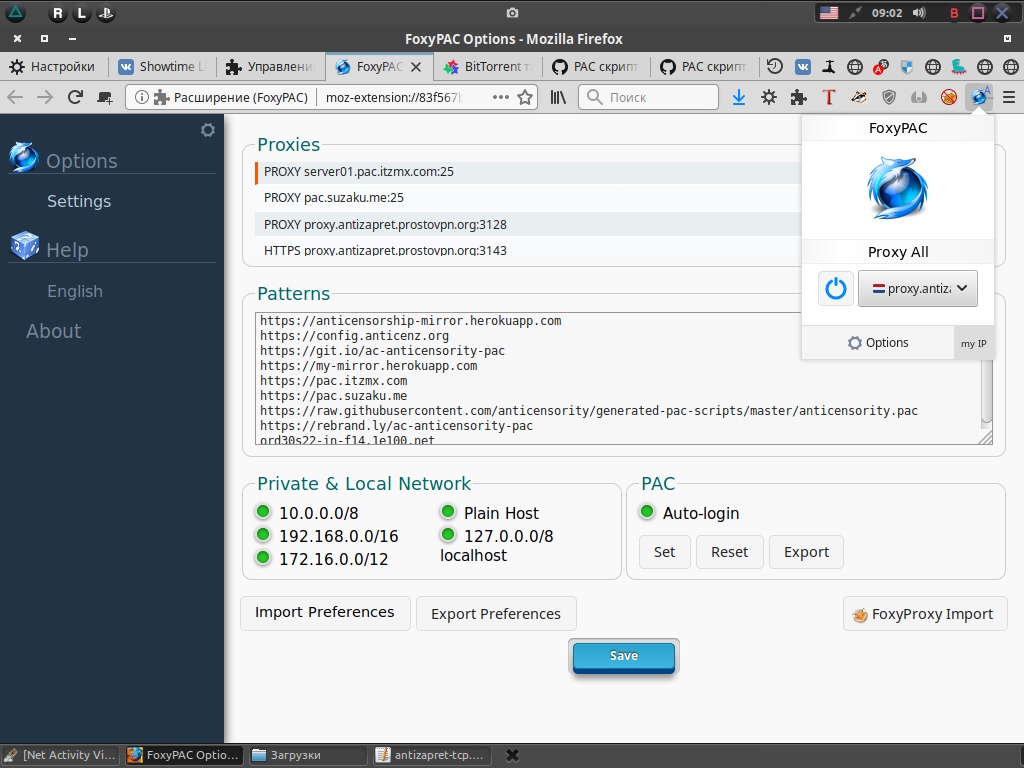 R L
09:02 B
FoxyPAC Options - Mozilla Firefox
Настройки
Showtime L
Управлени
FoxyPAC
BitTorrent т
PAC скрипт
PAC скрипт
Расширение (FoxyPAC) moz-extension://83f567b
Поиск
Options
Settings
Help
English
About
Proxies
PROXY server01.pac.itzmx.com:25
PROXY pac.suzaku.me:25
PROXY proxy.antizapret.prostovpn.org:3128
HTTPS proxy.antizapret.prostovpn.org:3143
FoxyPAC
Proxy All
proxy.antiza
Options
my IP
Patterns
https://anticensorship-mirror.herokuapp.com
https://config.anticenz.org
https://git.io/ac-anticensority-pac
https://my-mirror.herokuapp.com
https://pac.itzmx.com
https://pac.suzaku.me
https://raw.githubusercontent.com/anticensority/generated-pac-scripts/master/anticensority.pac
https://rebrand.ly/ac-anticensority-pac
ord30s22-in-f14.1e100.net
Private & Local Network
10.0.0.0/8
192.168.0.0/16
172.16.0.0/12
Plain Host
127.0.0.0/8
localhost
PAC
Auto-login
Set
Reset
Export
Import Preferences
Export Preferences
FoxyProxy Import
Save
[Net Activity Vi...
FoxyPAC Optio...
Загрузки
antizapret-tcp....